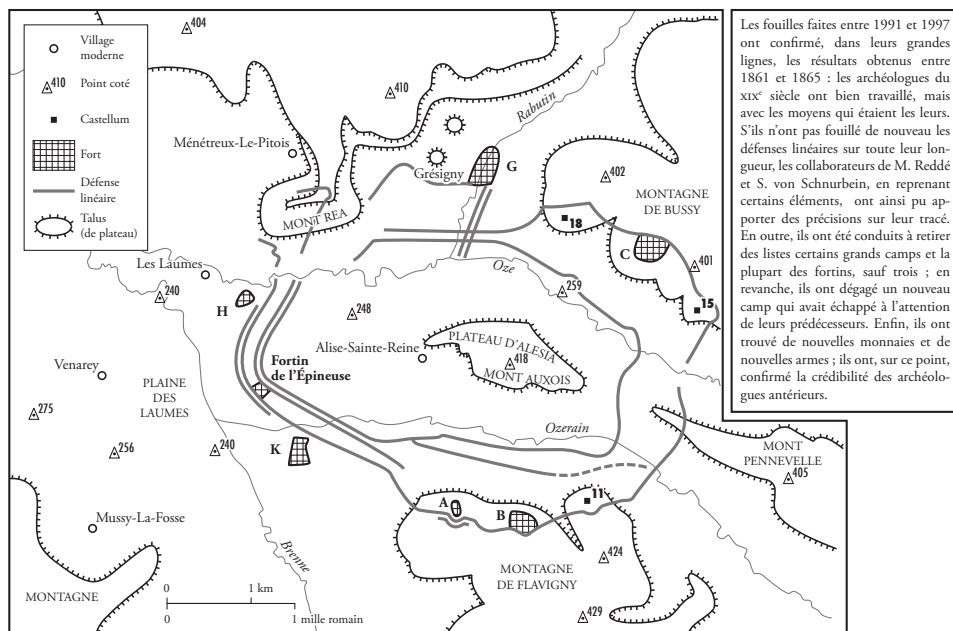 404
Village
moderne
410
Point coté
Castellum
Fort
Défense
linéaire
Talus
(de plateau)
410
Rabutin
Ménétreux-Le-Pitois
Grésigny
G
402
MONTAGNE
DE BUSSY
MONT REA
18
C
401
Oze
Les Laumes
240
H
259
15
248
PLATEAU D'ALESIA
Alise-Sainte-Reine
418
MONT AUXOIS
Fortin
de l'Épineuse
Venarey
PLAINE
DES
LAUMES
275
Ozerain
256
240
K
MONT
PENNEVELLE
405
A
B
11
Mussy-La-Fosse
Brenne
424
MONTAGNE
DE FLAVIGNY
MONTAGNE
0
1 km
0
1 mille romain
429
Les fouilles faites entre 1991 et 1997
ont confirmé, dans leurs grandes
lignes, les résultats obtenus entre
1861 et 1865 : les archéologues du
XIXe siècle ont bien travaillé, mais
avec les moyens qui étaient les leurs.
S'ils n'ont pas fouillé de nouveau les
défenses linéaires sur toute leur lon-
gueur, les collaborateurs de M. Reddé
et S. von Schnurbein, en reprenant
certains éléments, ont ainsi pu ap-
porter des précisions sur leur tracé.
En outre, ils ont été conduits à retirer
des listes certains grands camps et la
plupart des fortins, sauf trois ; en
revanche, ils ont dégagé un nouveau
camp qui avait échappé à l'attention
de leurs prédécesseurs. Enfin, ils ont
trouvé de nouvelles monnaies et de
nouvelles armes ; ils ont, sur ce point,
confirmé la crédibilité des archéolo-
gues antérieurs.